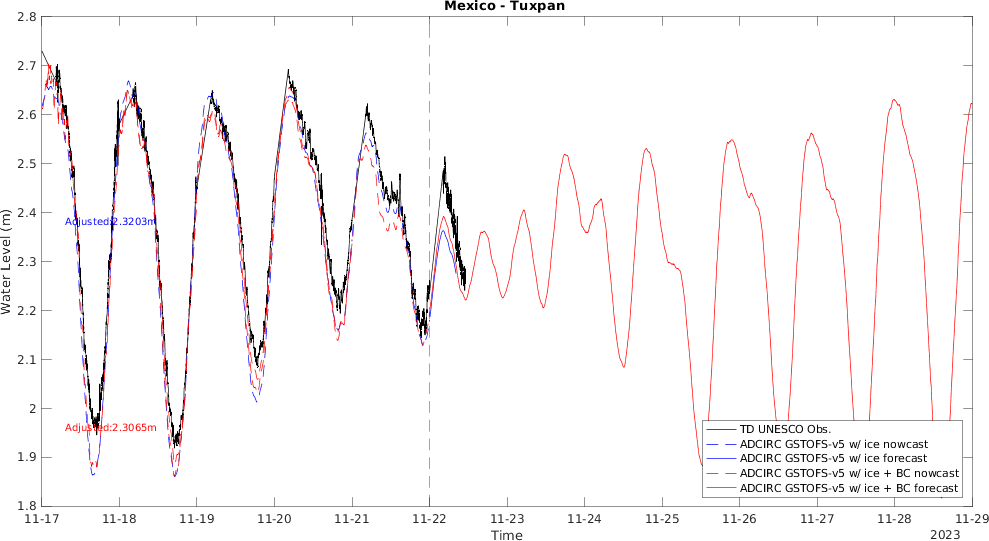 Mexico - Tuxpan
2.8
2.7
2.6
2.5
2.4
2.3
2.2
2.1
2
1.9
1.8
Water Level (m)
Adjusted:2.3203m
Adjusted:2.3065m
TD UNESCO Obs.
ADCIRC GSTOFS-v5 w/ ice nowcast
ADCIRC GSTOFS-v5 w/ ice forecast
ADCIRC GSTOFS-v5 w/ ice + BC nowcast
ADCIRC GSTOFS-v5 w/ ice + BC forecast
11-17 11-18 11-19 11-20 11-21 11-22 11-23 11-24 11-25 11-26 11-27 11-28 11-29
Time
2023